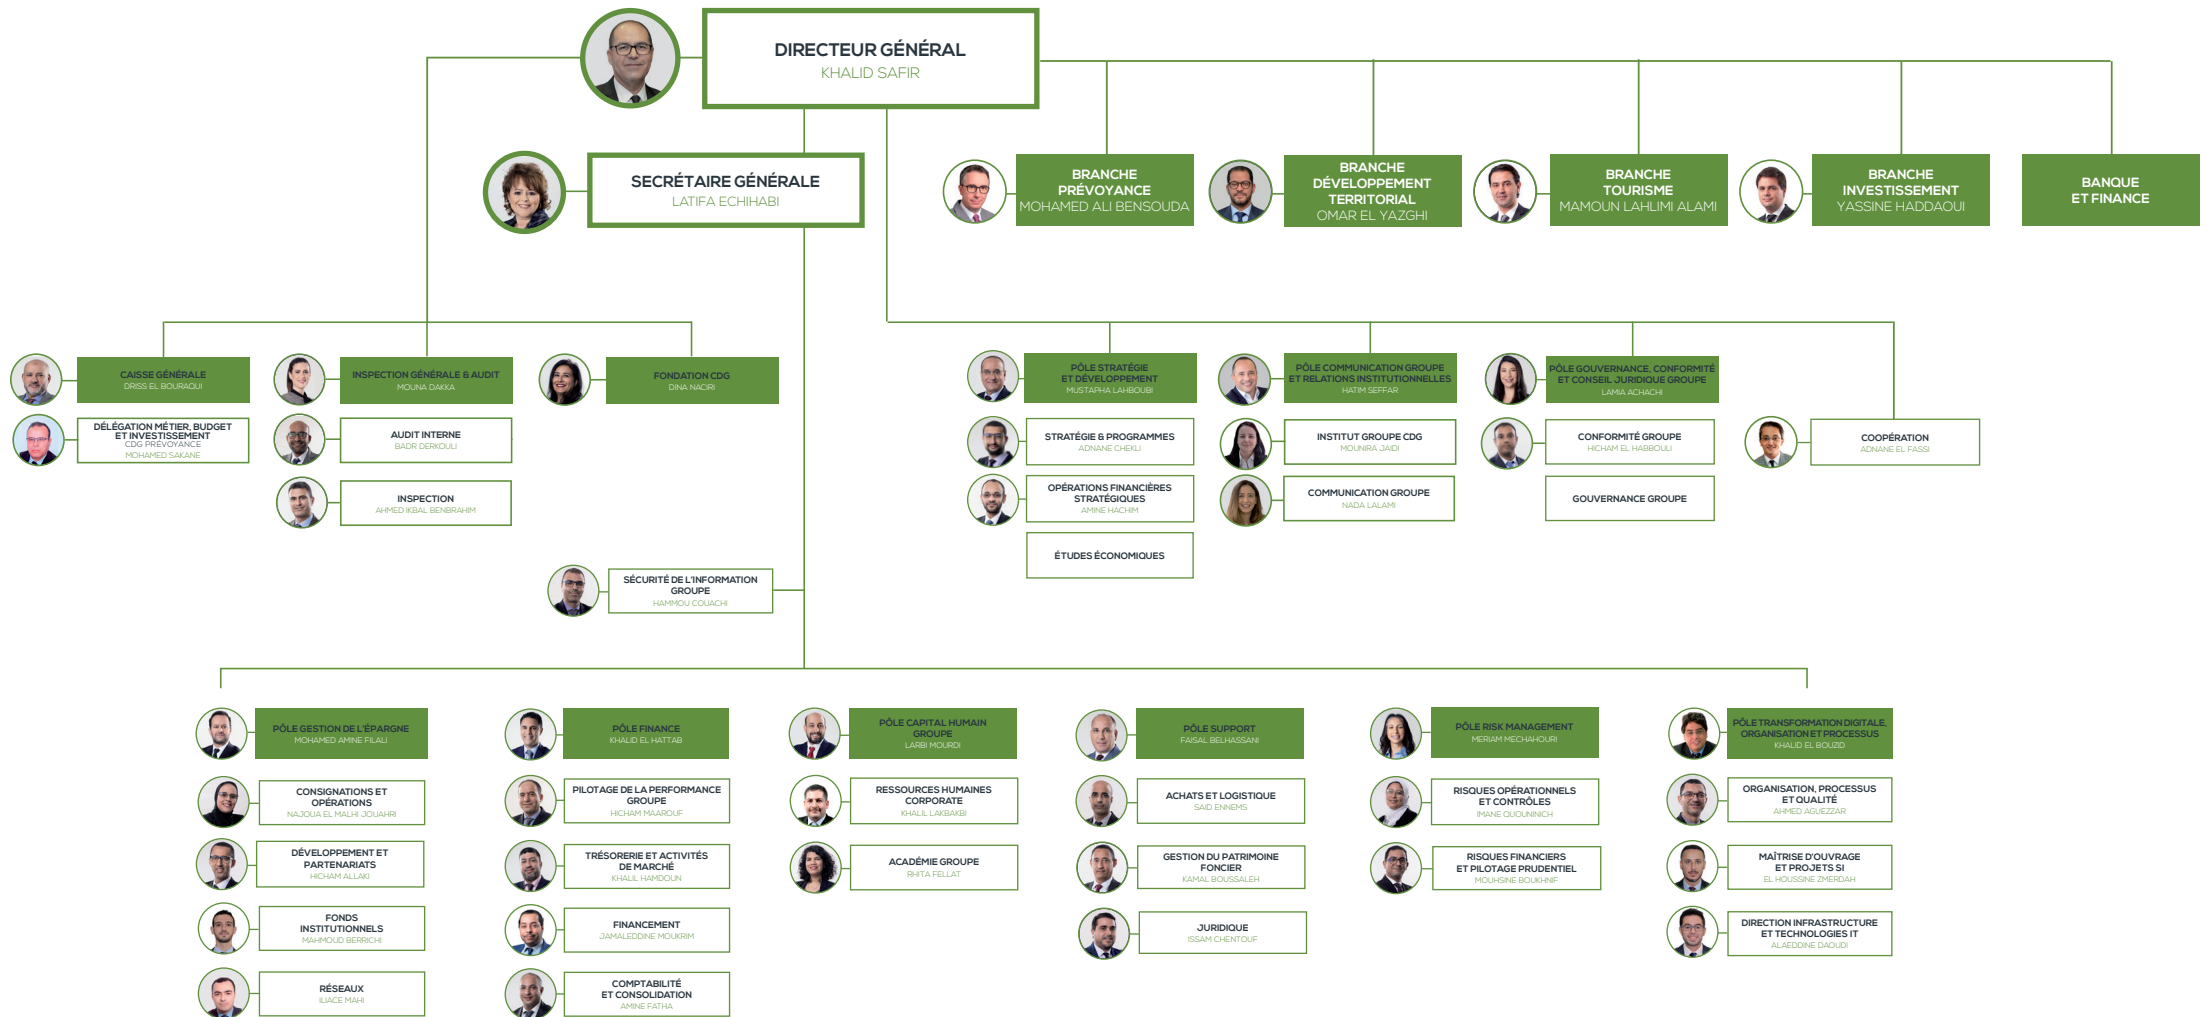 DIRECTEUR GÉNÉRAL
KHALID SAFIR
SECRÉTAIRE GÉNÉRALE
LATIFA ECHIHABI
BRANCHE
PRÉVOYANCE
MOHAMED ALI BENSOUDA
BRANCHE
DÉVELOPPEMENT
TERRITORIAL
OMAR EL YAZGHI
BRANCHE
TOURISME
MAMOUN LAHLIMI ALAMI
BRANCHE
INVESTISSEMENT
YASSINE HADDAOUI
BANQUE
ET FINANCE
CAISSE GÉNÉRALE
DRISS EL BOURAQUI
DÉLÉGATION MÉTIER, BUDGET
ET INVESTISSEMENT
CDG PRÉVOYANCE
MOHAMED SAKANE
INSPECTION GÉNÉRALE & AUDIT
MOUNA DAKKA
AUDIT INTERNE
BADR DERKOULI
INSPECTION
AHMED IKBAL BENBRAHIM
FONDATION CDG
DINA NACIRI
PÔLE STRATÉGIE
ET DÉVELOPPEMENT
MUSTAPHA LAHBOUBI
STRATÉGIE & PROGRAMMES
ADNANE CHEKLI
OPÉRATIONS FINANCIÈRES
STRATÉGIQUES
AMINE HACHIM
ÉTUDES ÉCONOMIQUES
PÔLE COMMUNICATION GROUPE
ET RELATIONS INSTITUTIONNELLES
HATIM SEFFAR
INSTITUT GROUPE CDG
MOUNIRA JAIDI
COMMUNICATION GROUPE
NADA LALAMI
PÔLE GOUVERNANCE, CONFORMITÉ
ET CONSEIL JURIDIQUE GROUPE
LAMIA ACHACHI
CONFORMITÉ GROUPE
HICHAM EL HABBOULI
GOUVERNANCE GROUPE
COOPÉRATION
ADNANE EL FASSI
SÉCURITÉ DE L'INFORMATION
GROUPE
HAMMOU COUACHI
PÔLE GESTION DE L'ÉPARGNE
MOHAMED AMINE FILALI
CONSIGNATIONS ET
OPÉRATIONS
NAJOUA EL MALHI JOUAHRI
DÉVELOPPEMENT ET
PARTENARIATS
HICHAM ALLAKI
FONDS
INSTITUTIONNELS
MAHMOUD BERRICHI
RÉSEAUX
ILIACE MAHI
PÔLE FINANCE
KHALID EL HATTAB
PILOTAGE DE LA PERFORMANCE
GROUPE
HICHAM MAAROUF
TRÉSORERIE ET ACTIVITÉS
DE MARCHÉ
KHALIL HAMDOUN
FINANCEMENT
JAMALEDDINE MOUKRIM
COMPTABILITÉ
ET CONSOLIDATION
AMINE FATHA
PÔLE CAPITAL HUMAIN
GROUPE
LARBI MOURDI
RESSOURCES HUMAINES
CORPORATE
KHALIL LAKBAKBI
ACADÉMIE GROUPE
RHITA FELLAT
PÔLE SUPPORT
FAISAL BELHASSANI
ACHATS ET LOGISTIQUE
SAID ENNEMS
GESTION DU PATRIMOINE
FONCIER
KAMAL BOUSSALEH
JURIDIQUE
ISSAM CHENTOUF
PÔLE RISK MANAGEMENT
MERIAM MECHAHOURI
RISQUES OPÉRATIONNELS
ET CONTRÔLES
IMANE QUOUNINICH
RISQUES FINANCIERS
ET PILOTAGE PRUDENTIEL
MOUHSINE BOUKHNIF
PÔLE TRANSFORMATION DIGITALE,
ORGANISATION ET PROCESSUS
KHALID EL BOUZID
ORGANISATION, PROCESSUS
ET QUALITÉ
AHMED AGUEZZAR
MAÎTRISE D'OUVRAGE
ET PROJETS SI
EL HOUSSINE ZMERDAH
DIRECTION INFRASTRUCTURE
ET TECHNOLOGIES IT
ALAEDDINE DAOUDI